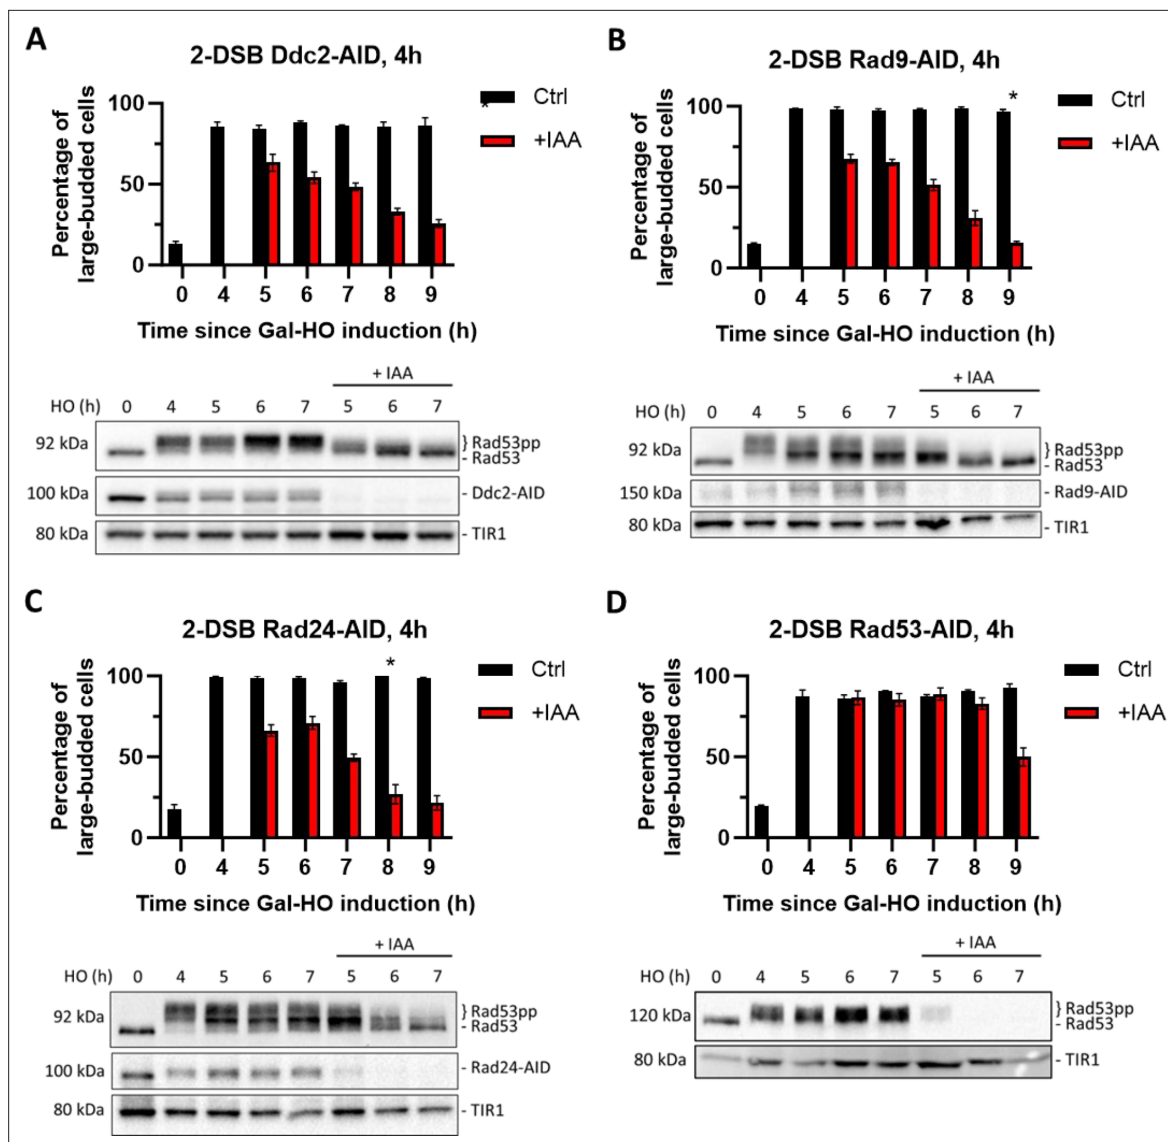 A
2-DSB Ddc2-AID, 4h
Percentage of
large-budded cells
100
50
0
*
Ctrl
+IAA
0 4 5 6 7 8 9
Time since Gal-HO induction (h)
+ IAA
HO (h) 0 4 5 6 7 5 6 7
92 kDa } Rad53pp
- Rad53
100 kDa - Ddc2-AID
80 kDa - TIR1
B
2-DSB Rad9-AID, 4h
Percentage of
large-budded cells
100
50
0
*
Ctrl
+IAA
0 4 5 6 7 8 9
Time since Gal-HO induction (h)
+ IAA
HO (h) 0 4 5 6 7 5 6 7
92 kDa } Rad53pp
- Rad53
150 kDa - Rad9-AID
80 kDa - TIR1
C
2-DSB Rad24-AID, 4h
Percentage of
large-budded cells
100
50
0
*
Ctrl
+IAA
0 4 5 6 7 8 9
Time since Gal-HO induction (h)
+ IAA
HO (h) 0 4 5 6 7 5 6 7
92 kDa } Rad53pp
- Rad53
100 kDa - Rad24-AID
80 kDa - TIR1
D
2-DSB Rad53-AID, 4h
Percentage of
large-budded cells
100
50
0
Ctrl
+IAA
0 4 5 6 7 8 9
Time since Gal-HO induction (h)
+ IAA
HO (h) 0 4 5 6 7 5 6 7
120 kDa } Rad53pp
- Rad53
80 kDa - TIR1